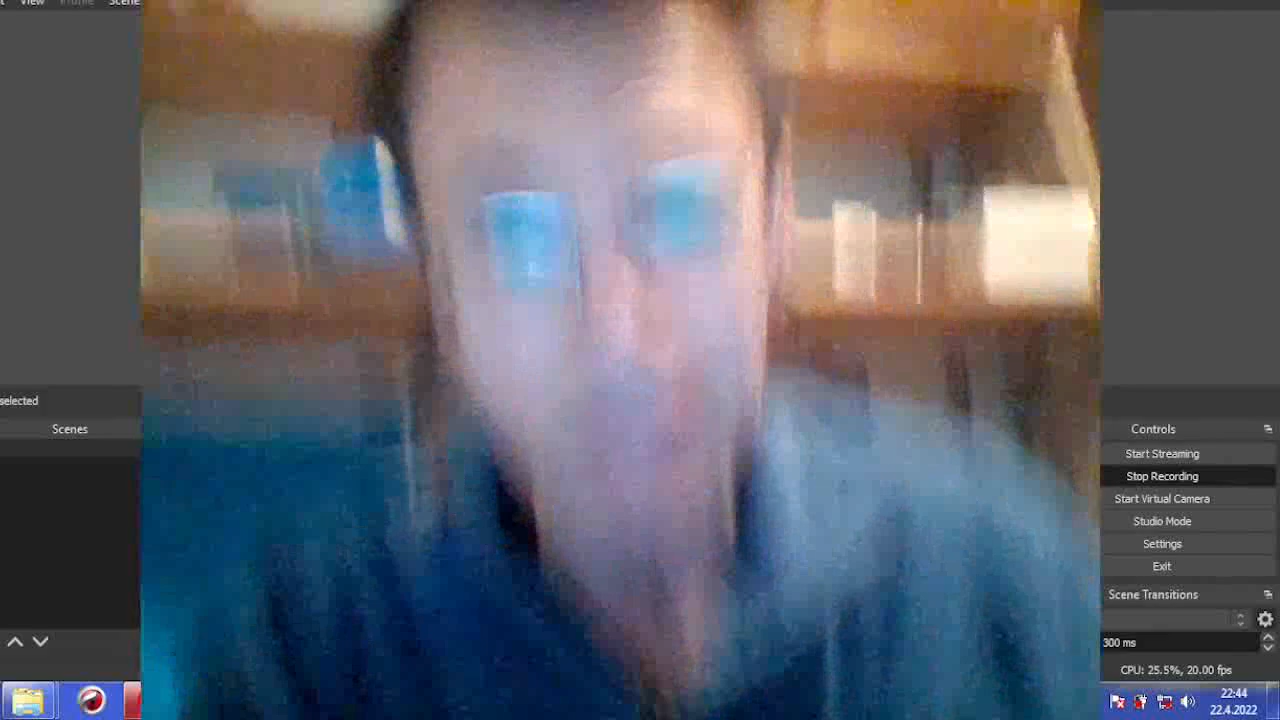 View Profile Scene
selected
Scenes
Controls
Start Streaming
Stop Recording
Start Virtual Camera
Studio Mode
Settings
Exit
Scene Transitions
300 ms
CPU: 25.5%, 20.00 fps
22:44
22.4.2022